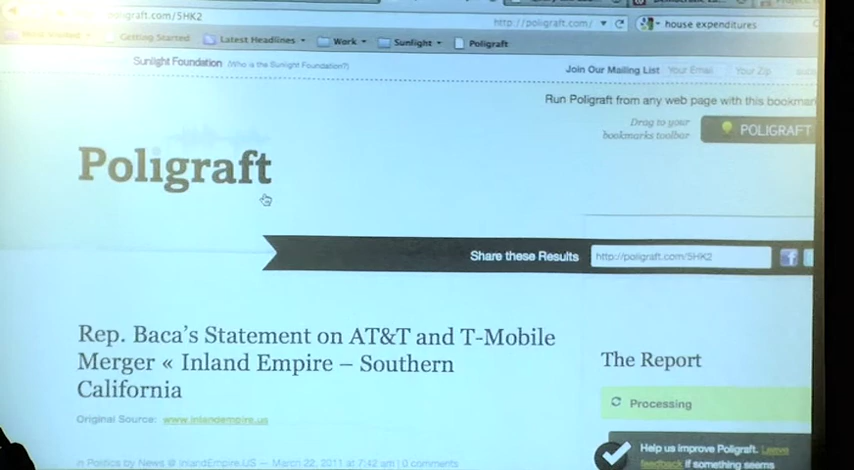 poligraft.com/5HK2
http://poligraft.com/
house expenditures
Getting Started
Latest Headlines
Work
Sunlight
Poligraft
Sunlight Foundation (Who is the Sunlight Foundation?)
Join Our Mailing List
Your Email
Your Zip
Run Poligraft from any web page with this bookmar
Drag to your
bookmarks toolbar
POLIGRAFT
Poligraft
Share these Results
http://poligraft.com/5HK2
Rep. Baca's Statement on AT&T and T-Mobile
Merger « Inland Empire – Southern
California
The Report
Original Source: www.inlandempire.us
Processing
Help us improve Poligraft. Leave
feedback if something seems
in Politics by News @ InlandEmpire.US — March 22, 2011 at 7:42 am | 0 comments